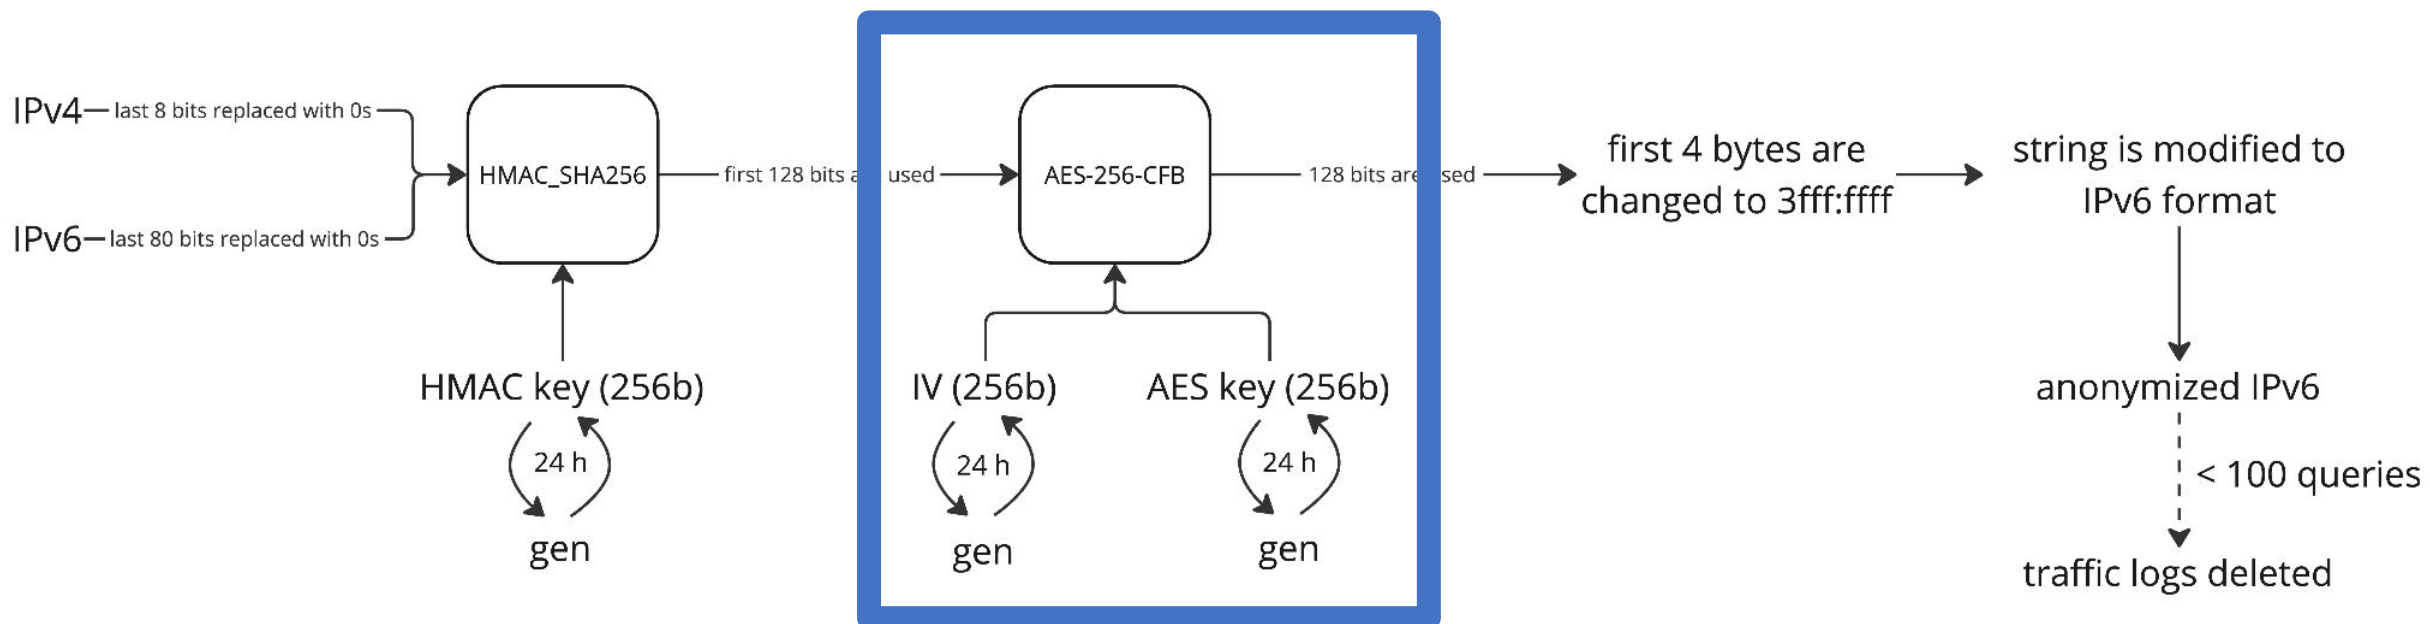 IPv4
last 8 bits replaced with 0s
IPv6
last 80 bits replaced with 0s
HMAC_SHA256
HMAC key (256b)
24 h
gen
first 128 bits a used
AES-256-CFB
IV (256b)
24 h
gen
AES key (256b)
24 h
gen
128 bits are sed
first 4 bytes are
changed to 3fff:ffff
string is modified to
IPv6 format
anonymized IPv6
< 100 queries
traffic logs deleted